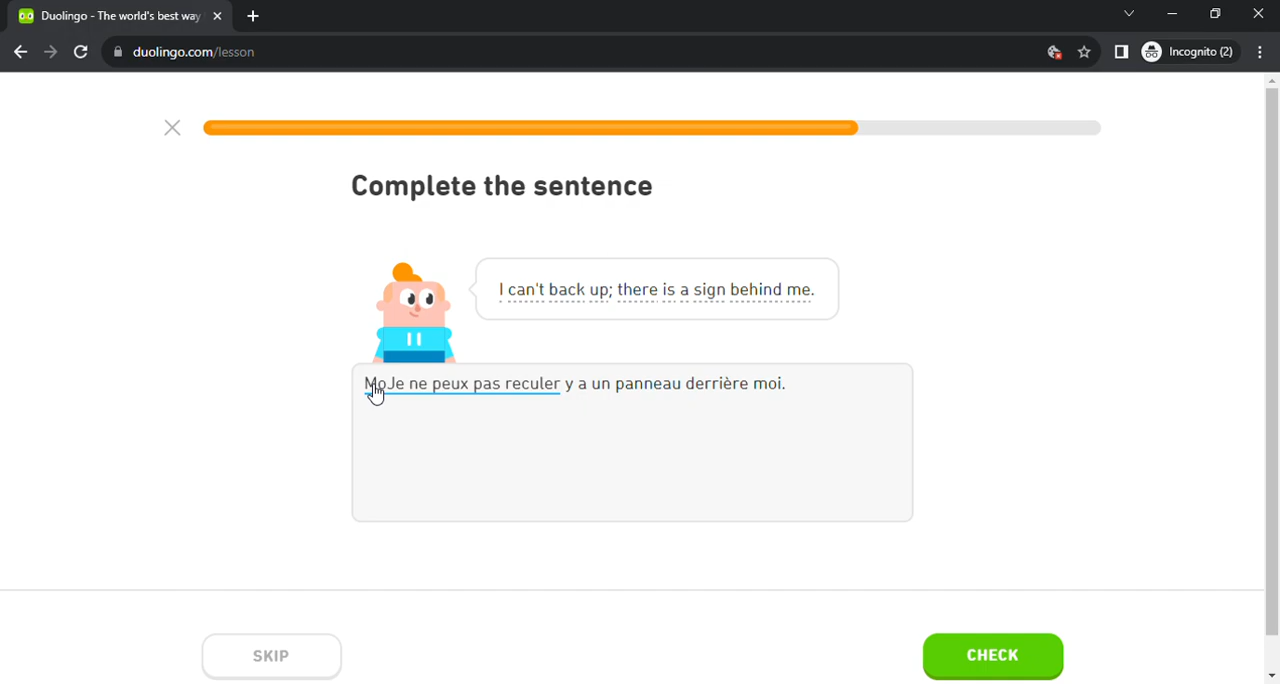 Duolingo - The world's best way
duolingo.com/lesson
Incognito (2)
Complete the sentence
I can't back up; there is a sign behind me.
MoJe ne peux pas reculer y a un panneau derrière moi.
SKIP
CHECK